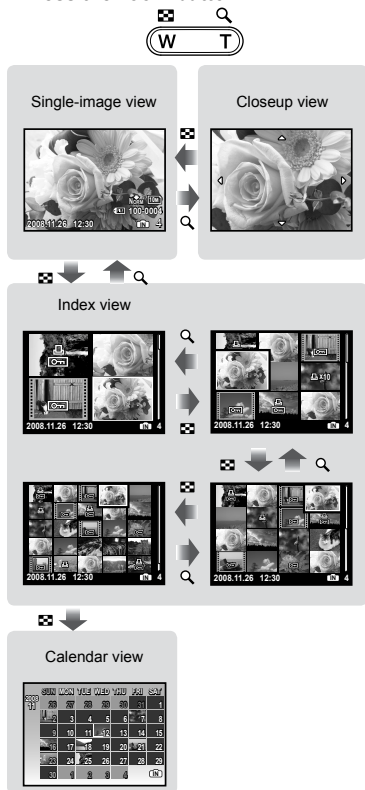 W T
Single-image view
Closeup view
NORM 10M
100-0004
2008.11.26 12:30 IN 4
Index view
2008.11.26 12:30 IN 4
x10
2008.11.26 12:30 IN 4
2008.11.26 12:30 IN 4
2008.11.26 12:30 IN 4
Calendar view
2008
11
SUN MON TUE WED THU FRI SAT
26 27 28 29 30 31 1
2 3 4 5 6 7 8
9 10 11 12 13 14 15
16 17 18 19 20 21 22
23 24 25 26 27 28 29
30 1 2 3 4
IN